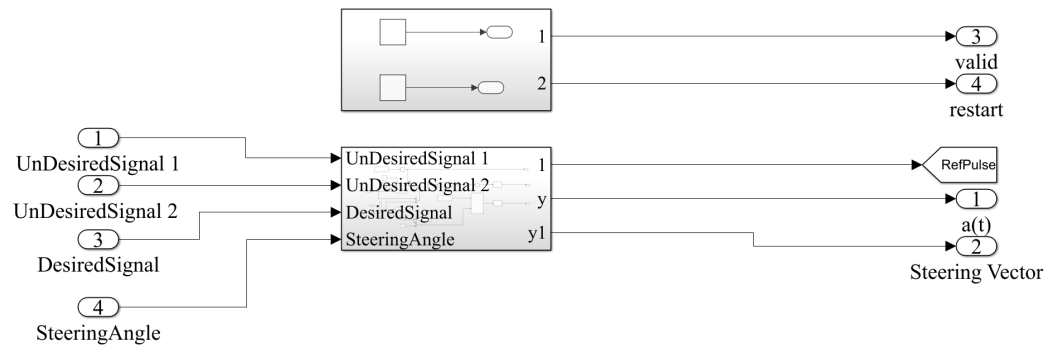 1
2
3
valid
4
restart
1
UnDesiredSignal 1
2
UnDesiredSignal 2
3
DesiredSignal
4
SteeringAngle
UnDesiredSignal 1
UnDesiredSignal 2
DesiredSignal
SteeringAngle
1
y
y1
RefPulse
1
a(t)
2
Steering Vector